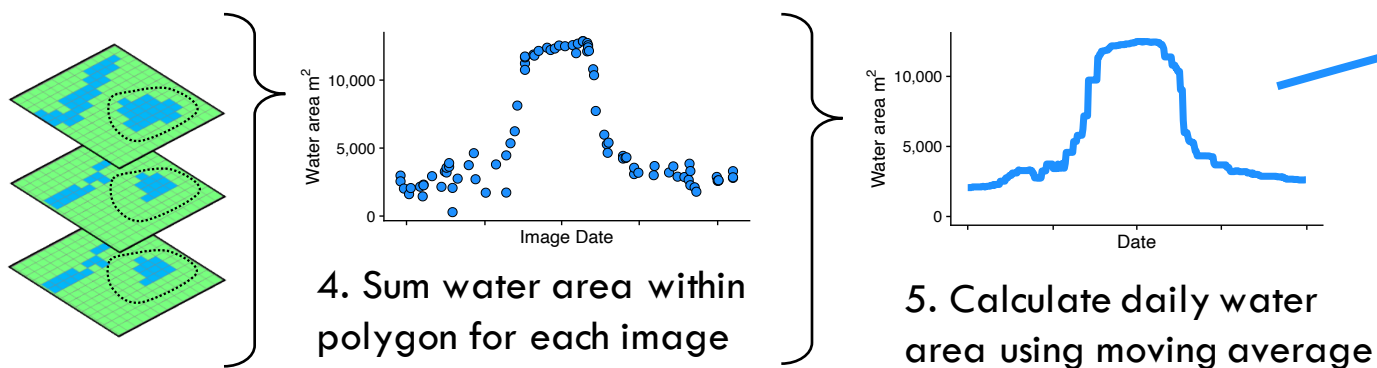 Water area m²
10,000
5,000
0
Image Date
4. Sum water area within
polygon for each image
Water area m²
10,000
5,000
0
Date
5. Calculate daily water
area using moving average